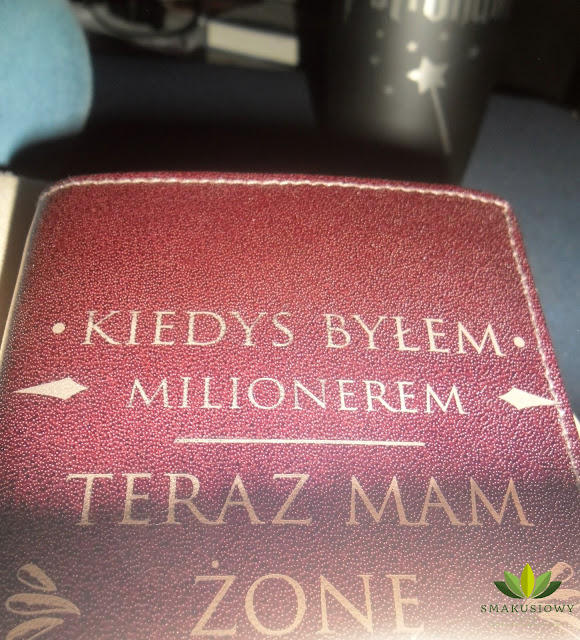 • KIEDYS BYŁEM •
MILIONEREM
TERAZ MAM
ŻONE
SMAKUSIOWY